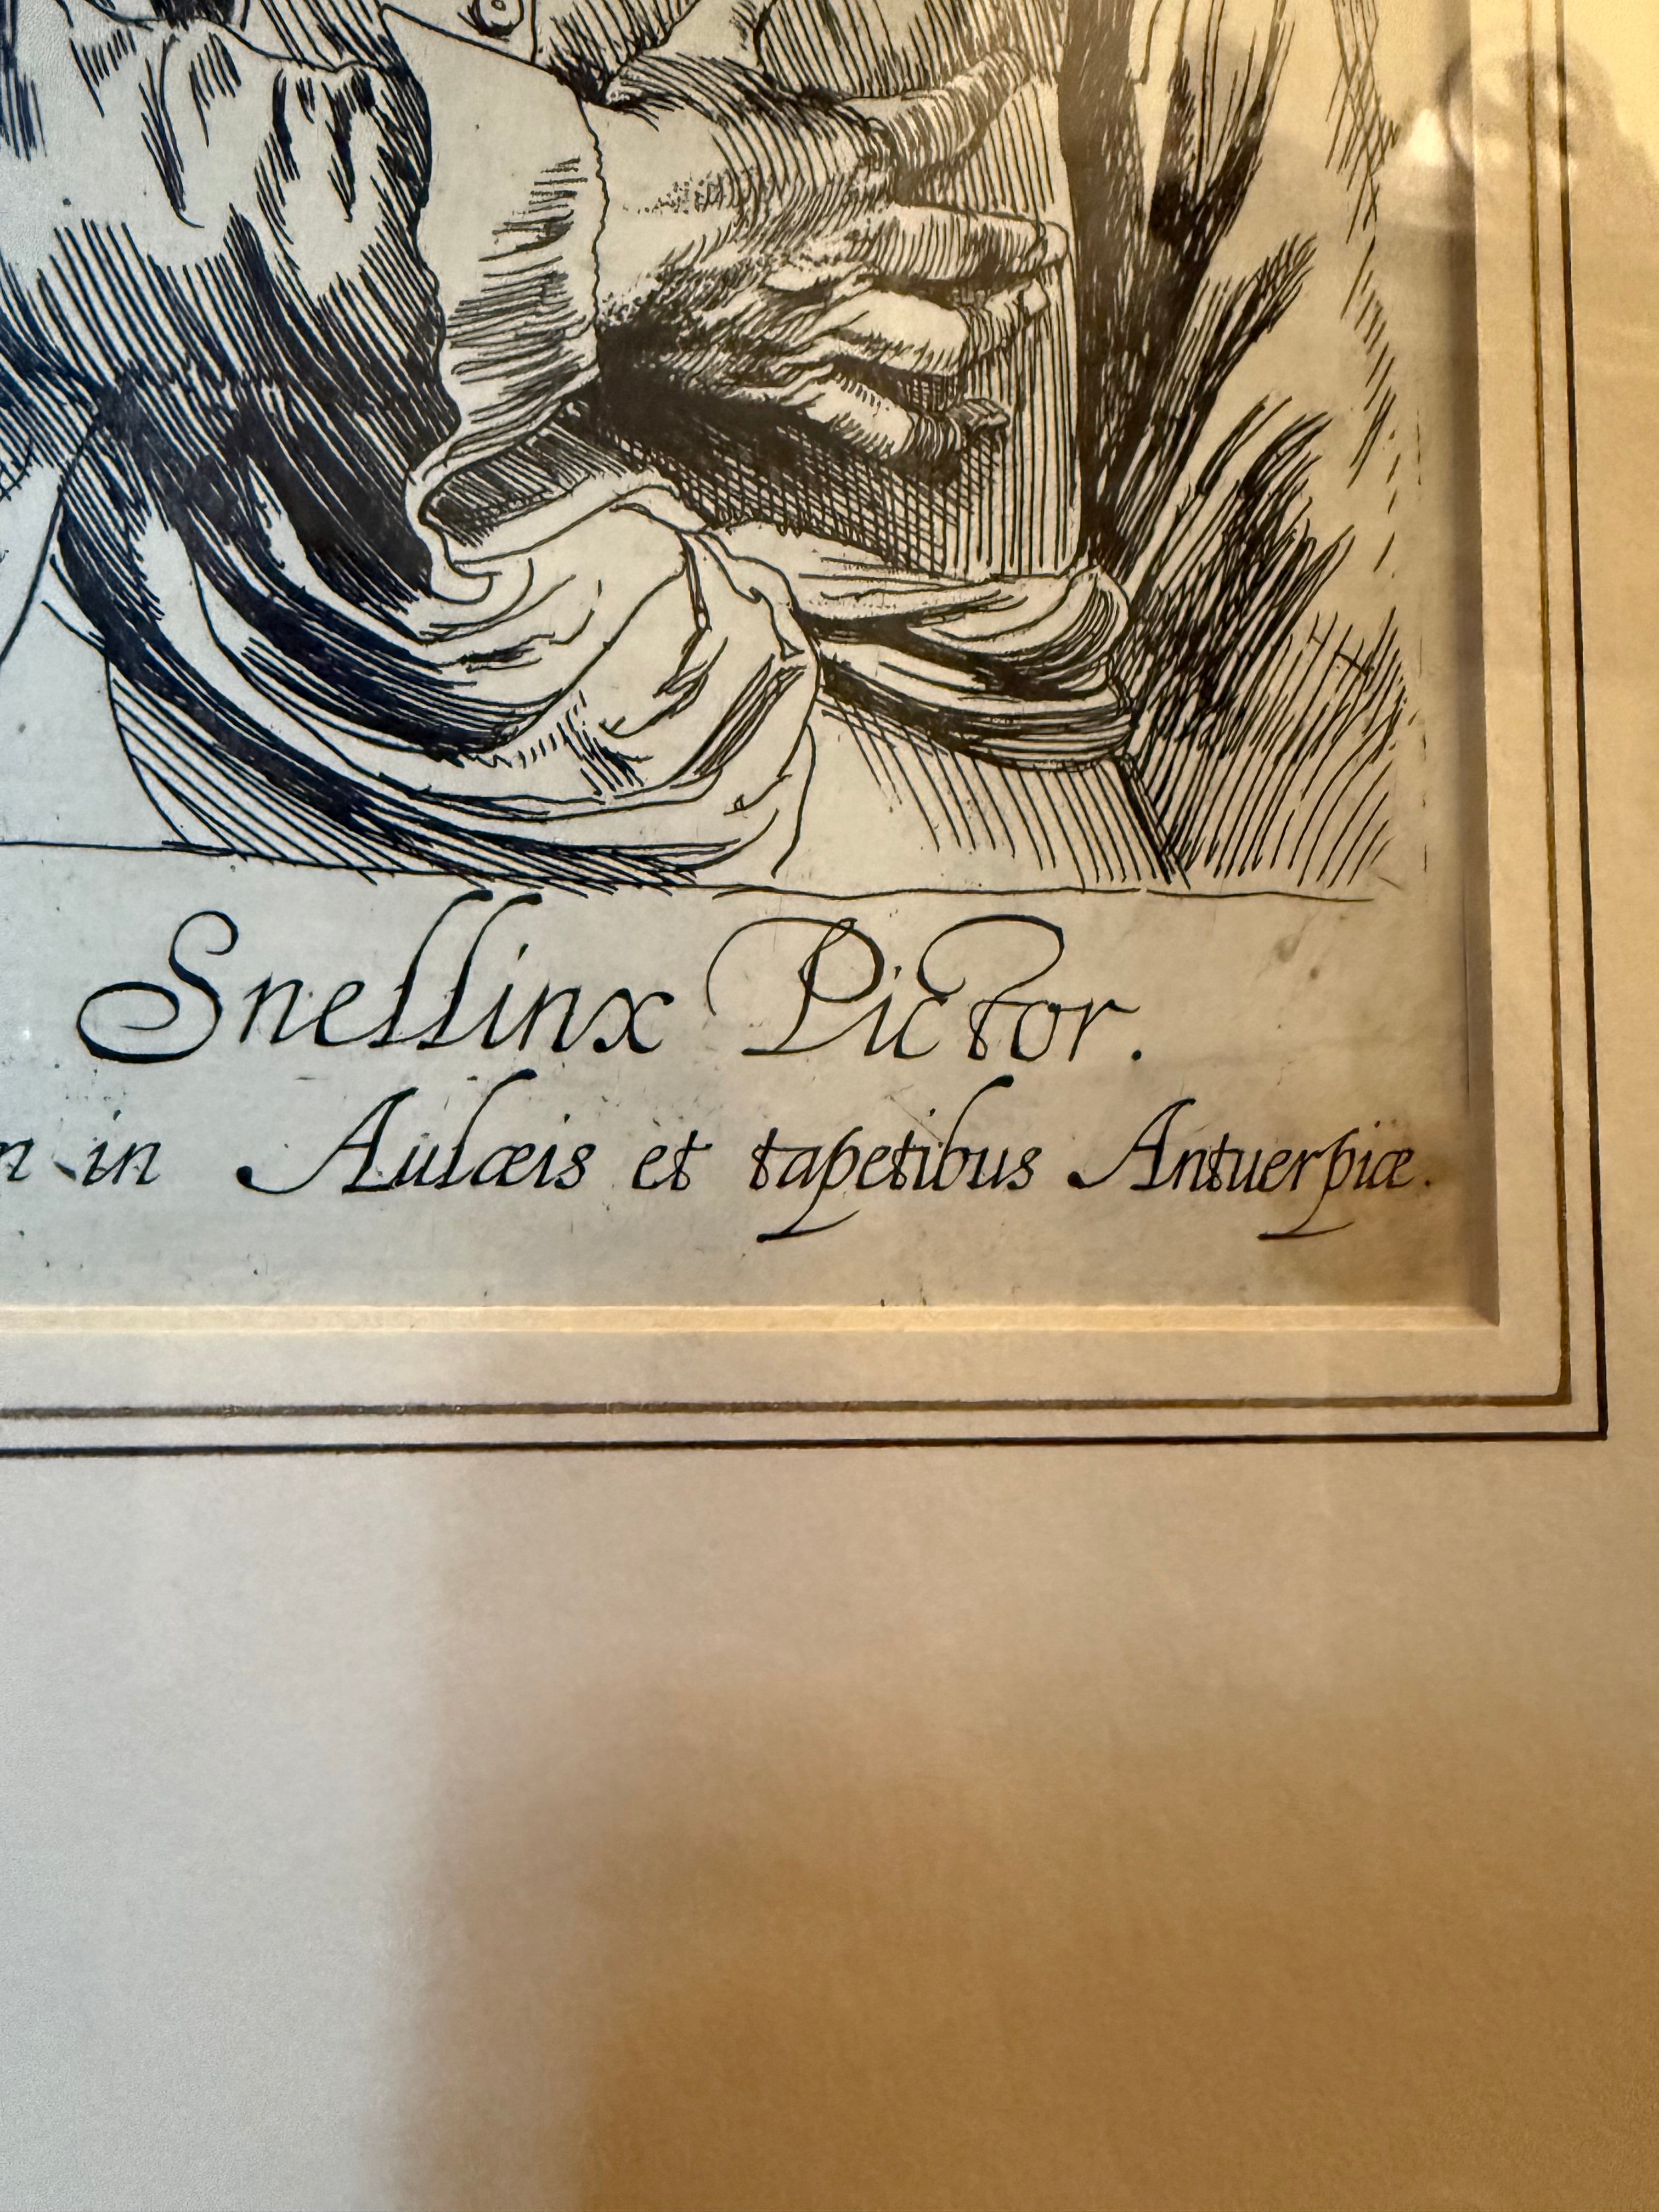 Snellinx Pictor.
in Aulæis et tapetibus Antuerpiæ.